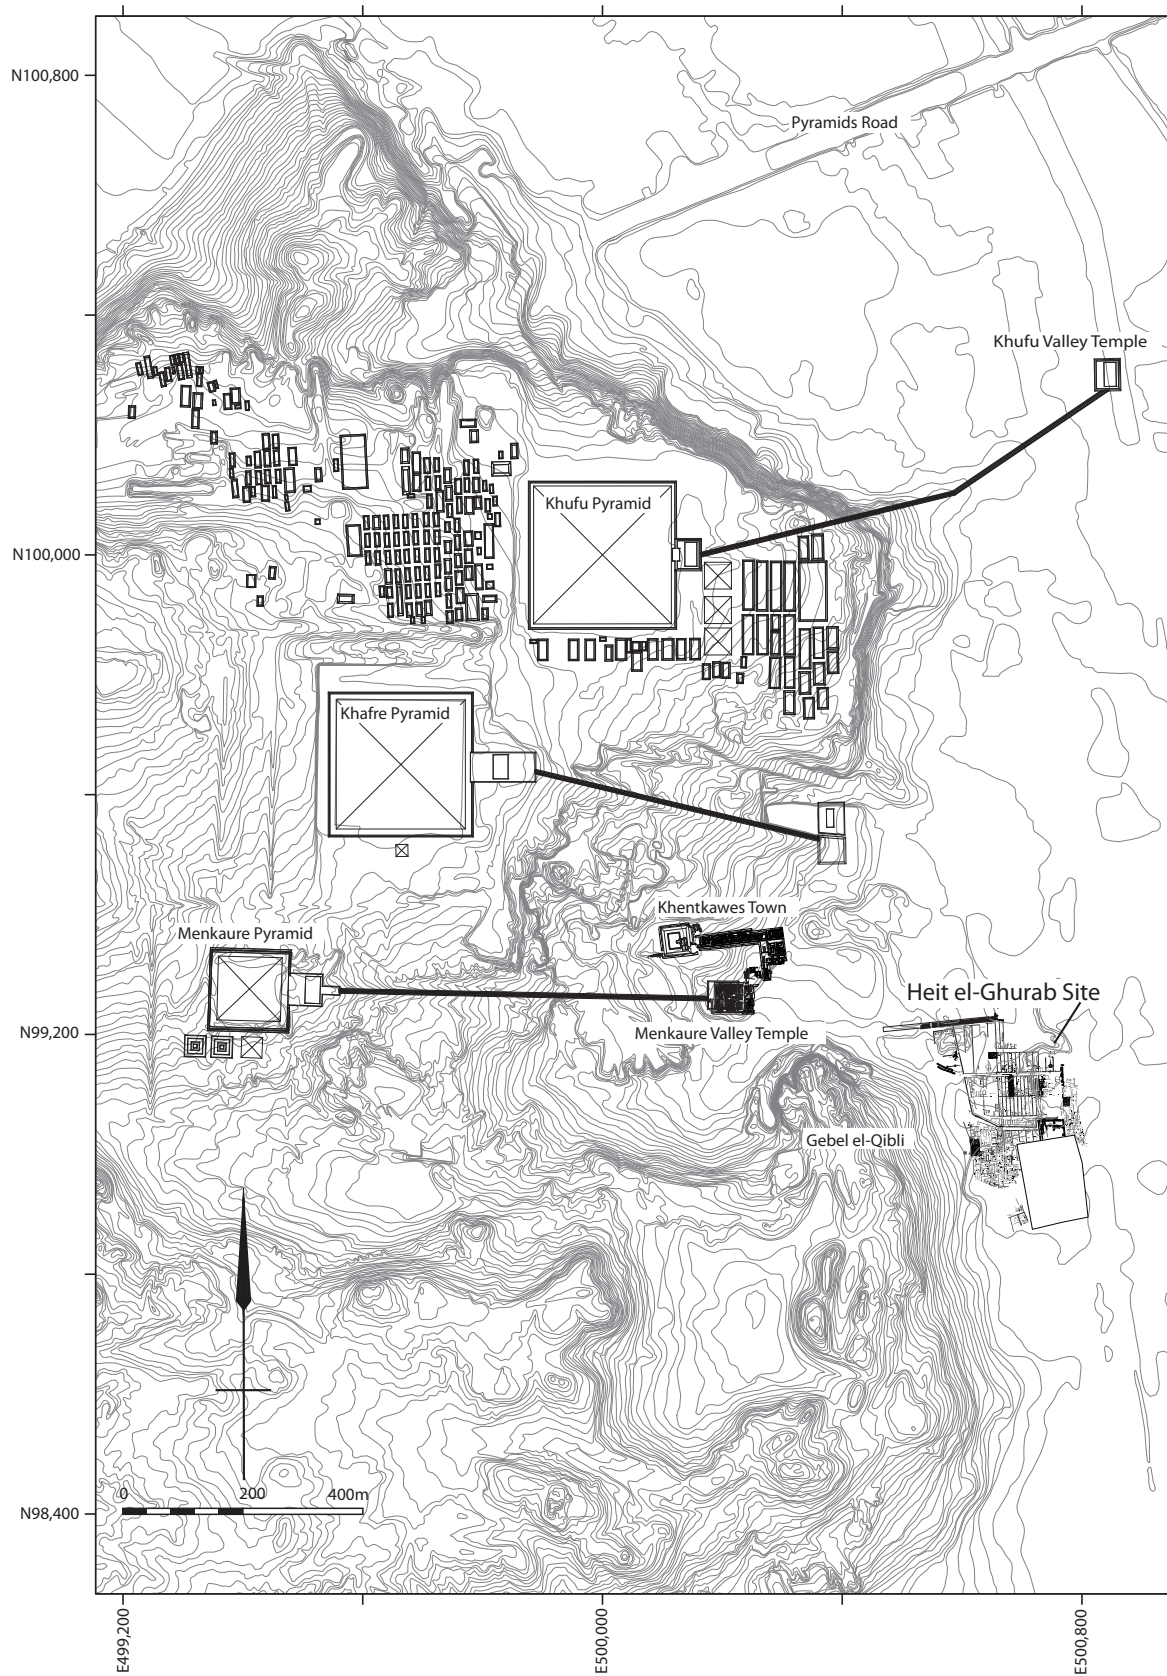 N100,800
Pyramids Road
Khufu Valley Temple
Khufu Pyramid
N100,000
Khafre Pyramid
Khentkawes Town
Menkaure Pyramid
Heit el-Ghurab Site
N99,200
Menkaure Valley Temple
Gebel el-Qibli
0 200 400m
N98,400
E499,200
E500,000
E500,800